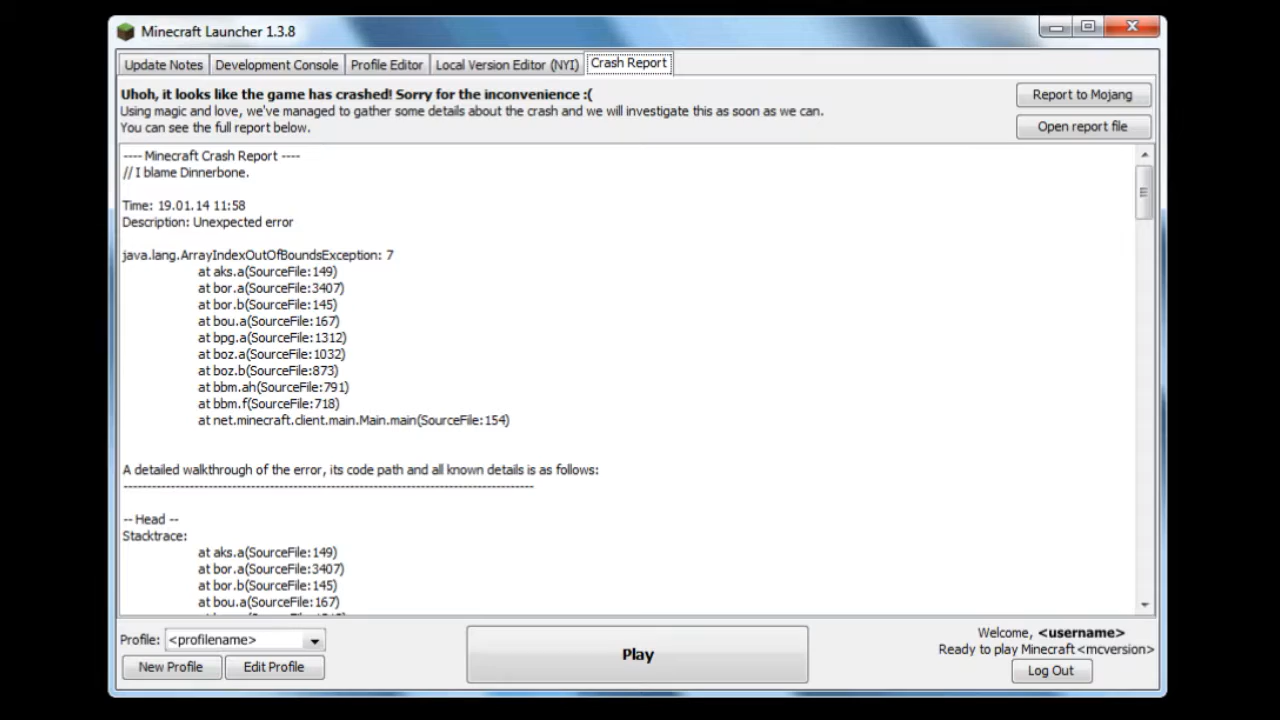 Minecraft Launcher 1.3.8
Update Notes Development Console Profile Editor Local Version Editor (NYI) Crash Report
Uhoh, it looks like the game has crashed! Sorry for the inconvenience :(
Using magic and love, we've managed to gather some details about the crash and we will investigate this as soon as we can.
You can see the full report below.
Report to Mojang
Open report file
---- Minecraft Crash Report ----
// I blame Dinnerbone.
Time: 19.01.14 11:58
Description: Unexpected error
java.lang.ArrayIndexOutOfBoundsException: 7
at aks.a(SourceFile:149)
at bor.a(SourceFile:3407)
at bor.b(SourceFile:145)
at bou.a(SourceFile:167)
at bpg.a(SourceFile:1312)
at boz.a(SourceFile:1032)
at boz.b(SourceFile:873)
at bbm.ah(SourceFile:791)
at bbm.f(SourceFile:718)
at net.minecraft.client.main.Main.main(SourceFile:154)
A detailed walkthrough of the error, its code path and all known details is as follows:
---------------------------------------------------------------------------------------
-- Head --
Stacktrace:
at aks.a(SourceFile:149)
at bor.a(SourceFile:3407)
at bor.b(SourceFile:145)
at bou.a(SourceFile:167)
Profile: <profilename>
New Profile Edit Profile
Play
Welcome, <username>
Ready to play Minecraft<mcversion>
Log Out